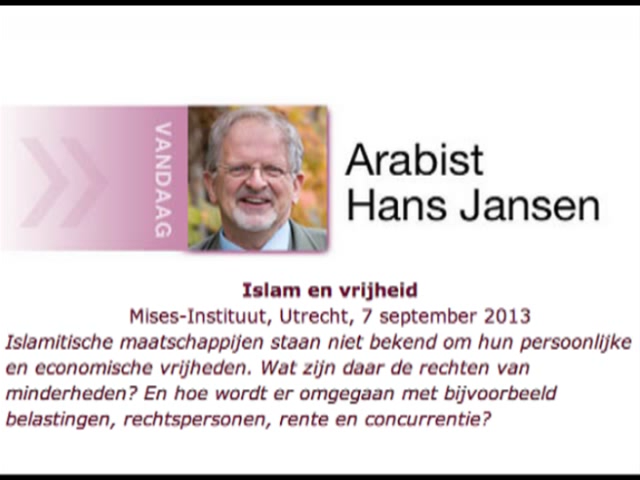 VANDAAG
Arabist
Hans Jansen
Islam en vrijheid
Mises-Instituut, Utrecht, 7 september 2013
Islamitische maatschappijen staan niet bekend om hun persoonlijke
en economische vrijheden. Wat zijn daar de rechten van
minderheden? En hoe wordt er omgegaan met bijvoorbeeld
belastingen, rechtspersonen, rente en concurrentie?